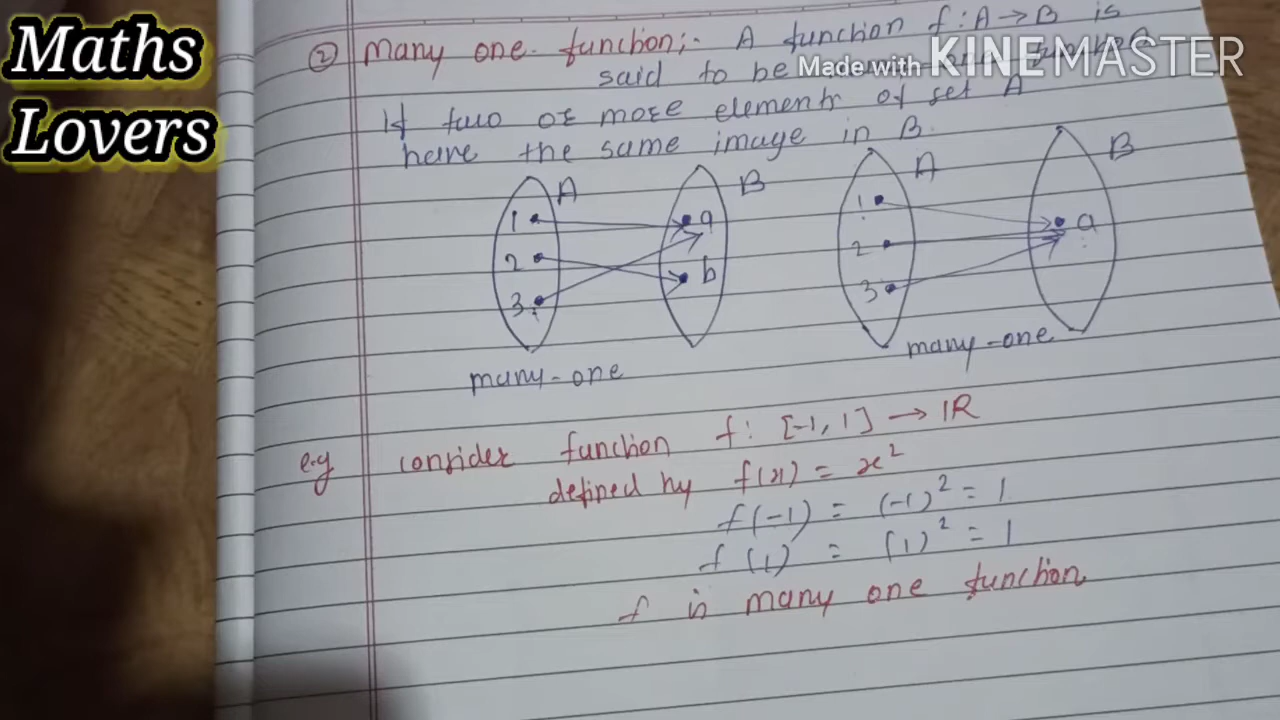 Maths
Lovers
② Many one function;- A function f: A → B is
said to be
Made with KINEMASTER
If two or more elements of set A
have the same image in B.
A B A B
1 a 1 a
2 b 2
3 3
many-one many-one
e.g consider function f: [-1, 1] → IR
defined by f(x) = x²
f(-1) = (-1)² = 1
f(1) = (1)² = 1
f is many one function